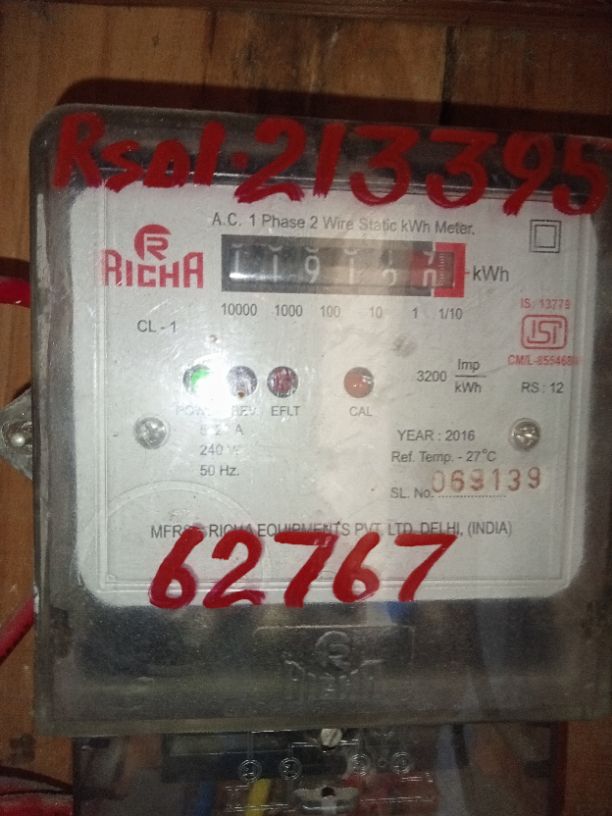 RSD1.213395
A.C. 1 Phase 2 Wire Static kWh Meter.
R
RICHA
kWh
10000 1000 100 10 1 1/10
IS: 13779
ISI
CL - 1
3200 Imp/kWh
RS : 12
REV. EFLT CAL
A
YEAR : 2016
240 V
Ref. Temp. - 27°C
50 Hz.
SL. No. 069139
RICHA EQUIPMENTS PVT. LTD. DELHI, (INDIA)
62767
R
RICHA